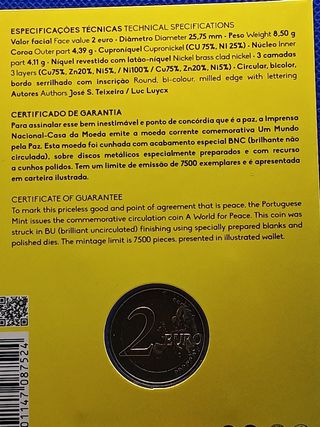 ESPECIFICAÇÕES TÉCNICAS TECHNICAL SPECIFICATIONS
Valor facial Face value 2 euro • Diâmetro Diameter 25,75 mm • Peso Weight 8,50 g
Coroa Outer part 4,39 g • Cuproníquel Cupronickel (CU 75%, NI 25%) • Núcleo Inner
part 4.11 g • Níquel revestido com latão-níquel Nickel brass clad nickel • 3 camadas
3 layers (Cu75%, Zn20%, Ni5%, / Ni100% / Cu75%, Zn20%, Ni5%) • Circular, bicolor,
bordo serrilhado com inscrição Round, bi-colour, milled edge with lettering
Autores Authors José S. Teixeira / Luc Luycx
CERTIFICADO DE GARANTIA
Para assinalar esse bem inestimável e ponto de concórdia que é a paz, a Imprensa
Nacional-Casa da Moeda emite a moeda corrente comemorativa Um Mundo
pela Paz. Esta moeda foi cunhada com acabamento especial BNC (brilhante não
circulada), sobre discos metálicos especialmente preparados e com recurso
a cunhos polidos. Tem um limite de emissão de 7500 exemplares e é apresentada
em carteira ilustrada.
CERTIFICATE OF GUARANTEE
To mark this priceless good and point of agreement that is peace, the Portuguese
Mint issues the commemorative circulation coin A World for Peace. This coin was
struck in BU (brilliant uncirculated) finishing using specially prepared blanks and
polished dies. The mintage limit is 7500 pieces, presented in illustrated wallet.
2 EURO
01147087524